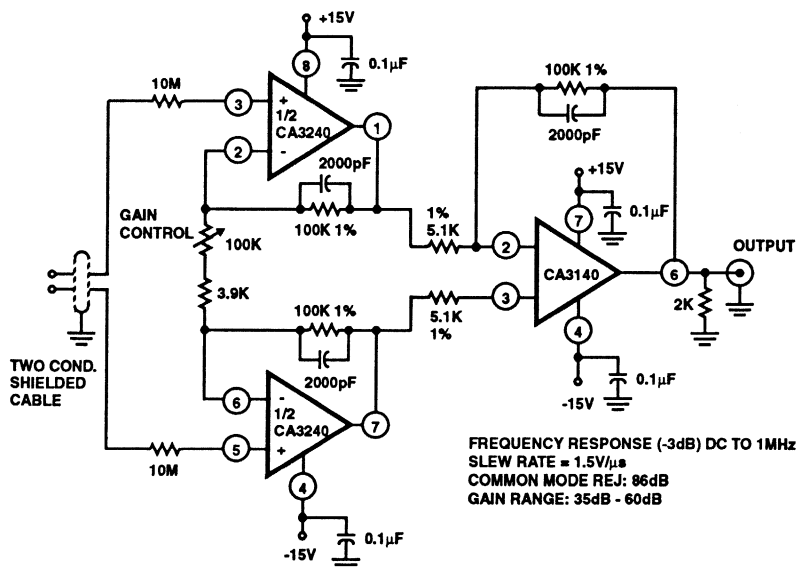 +15V
8
0.1µF
10M
3
+
1/2
CA3240
1
2
-
2000pF
100K 1%
GAIN
CONTROL
100K
3.9K
100K 1%
2000pF
6
-
1/2
CA3240
7
5
+
10M
4
0.1µF
-15V
TWO COND.
SHIELDED
CABLE
100K 1%
2000pF
+15V
7
0.1µF
1%
5.1K
2
CA3140
6
OUTPUT
3
5.1K
1%
2K
4
0.1µF
-15V
FREQUENCY RESPONSE (-3dB) DC TO 1MHz
SLEW RATE = 1.5V/µs
COMMON MODE REJ: 86dB
GAIN RANGE: 35dB - 60dB